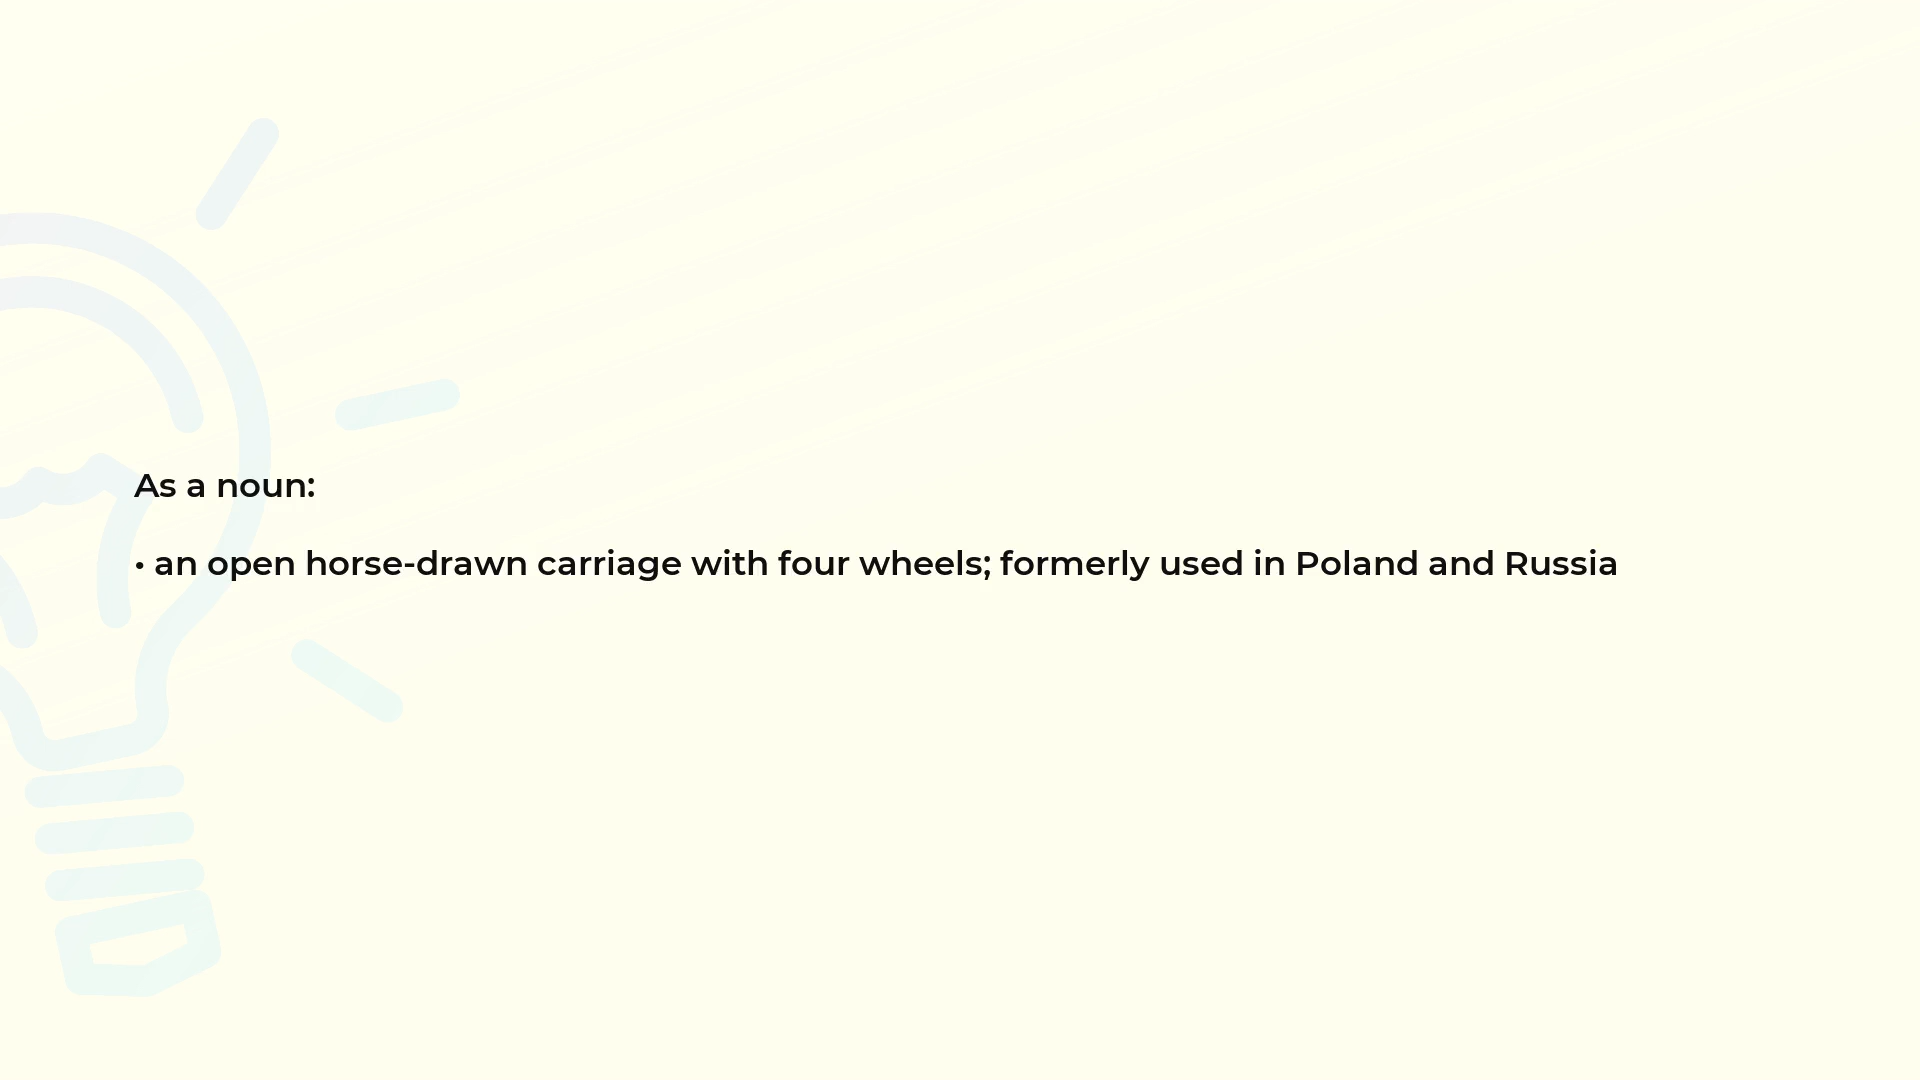 As a noun:
• an open horse-drawn carriage with four wheels; formerly used in Poland and Russia